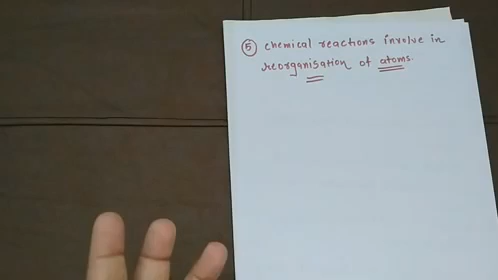 ⑤ chemical reactions involve in
reorganisation of atoms.